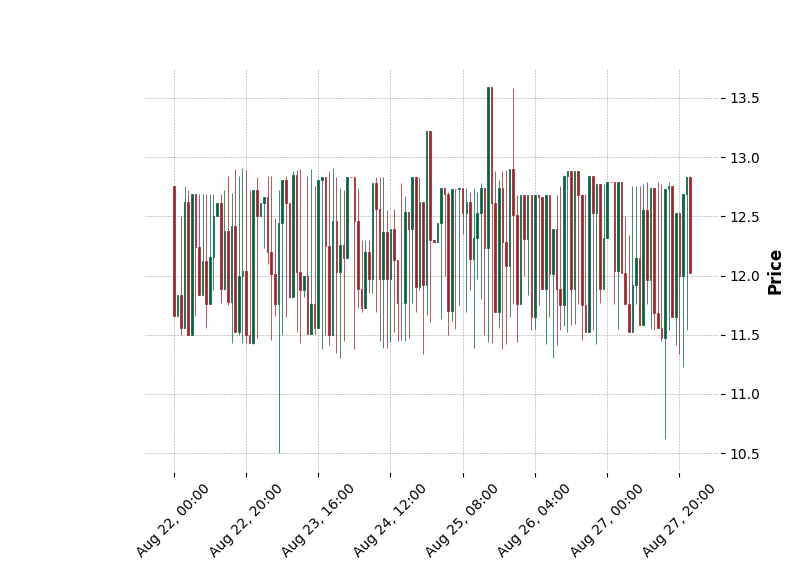 13.5
13.0
12.5
12.0
11.5
11.0
10.5
Price
Aug 22, 00:00
Aug 22, 20:00
Aug 23, 16:00
Aug 24, 12:00
Aug 25, 08:00
Aug 26, 04:00
Aug 27, 00:00
Aug 27, 20:00